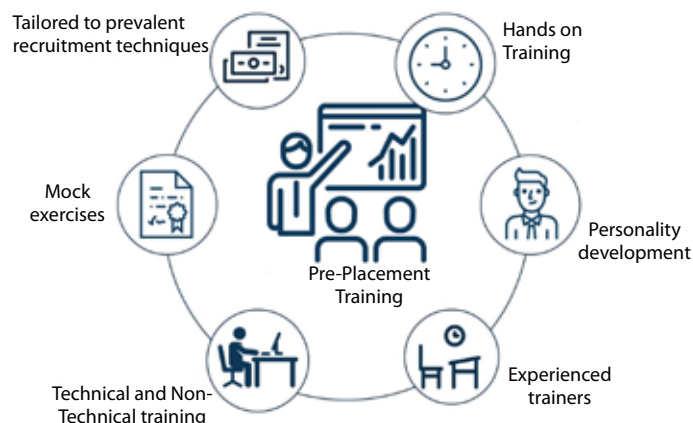 Tailored to prevalent
recruitment techniques
Hands on
Training
Mock
exercises
Personality
development
Pre-Placement
Training
Technical and Non-
Technical training
Experienced
trainers